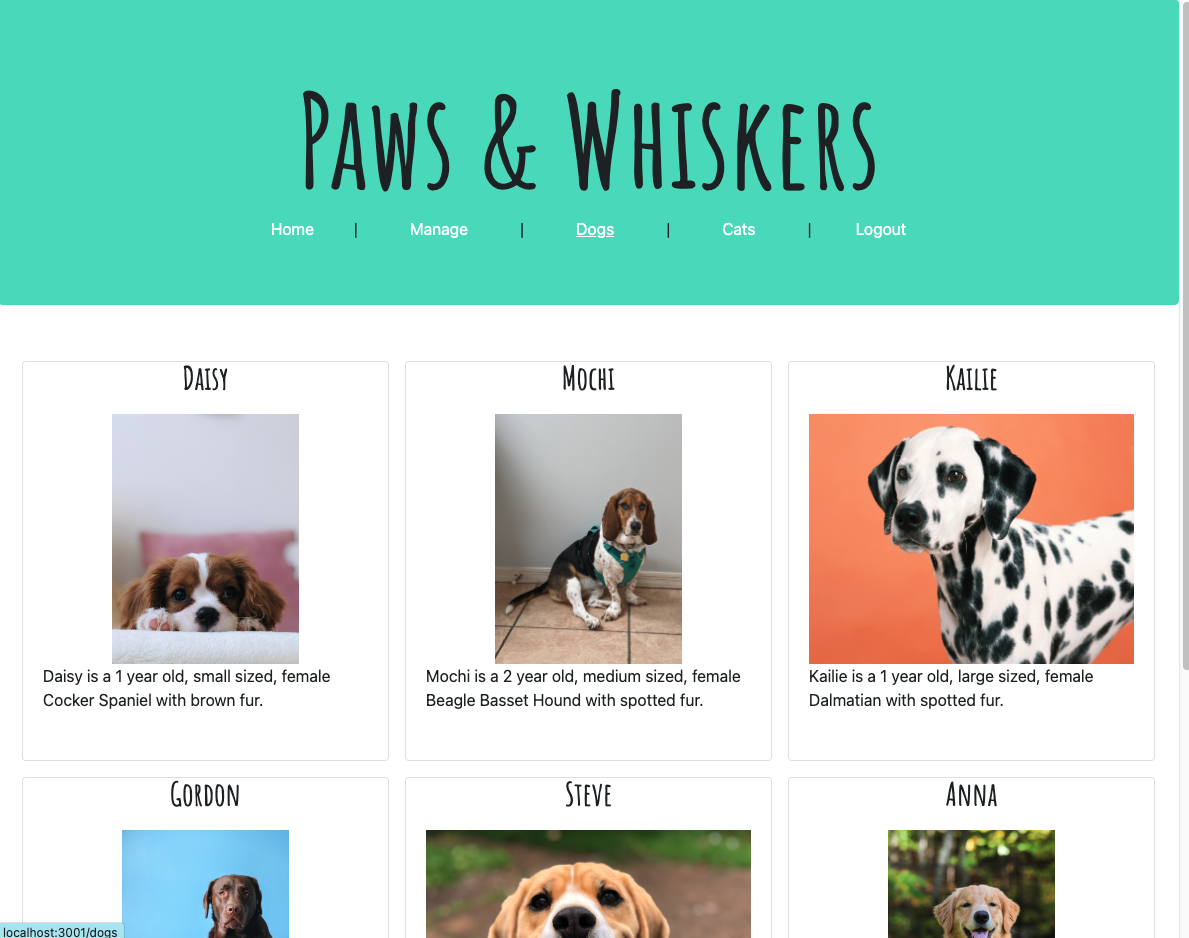 Paws & Whiskers
Home | Manage | Dogs | Cats | Logout
Daisy
Mochi
Kailie
Daisy is a 1 year old, small sized, female
Cocker Spaniel with brown fur.
Mochi is a 2 year old, medium sized, female
Beagle Basset Hound with spotted fur.
Kailie is a 1 year old, large sized, female
Dalmatian with spotted fur.
Gordon
Steve
Anna
localhost:3001/dogs